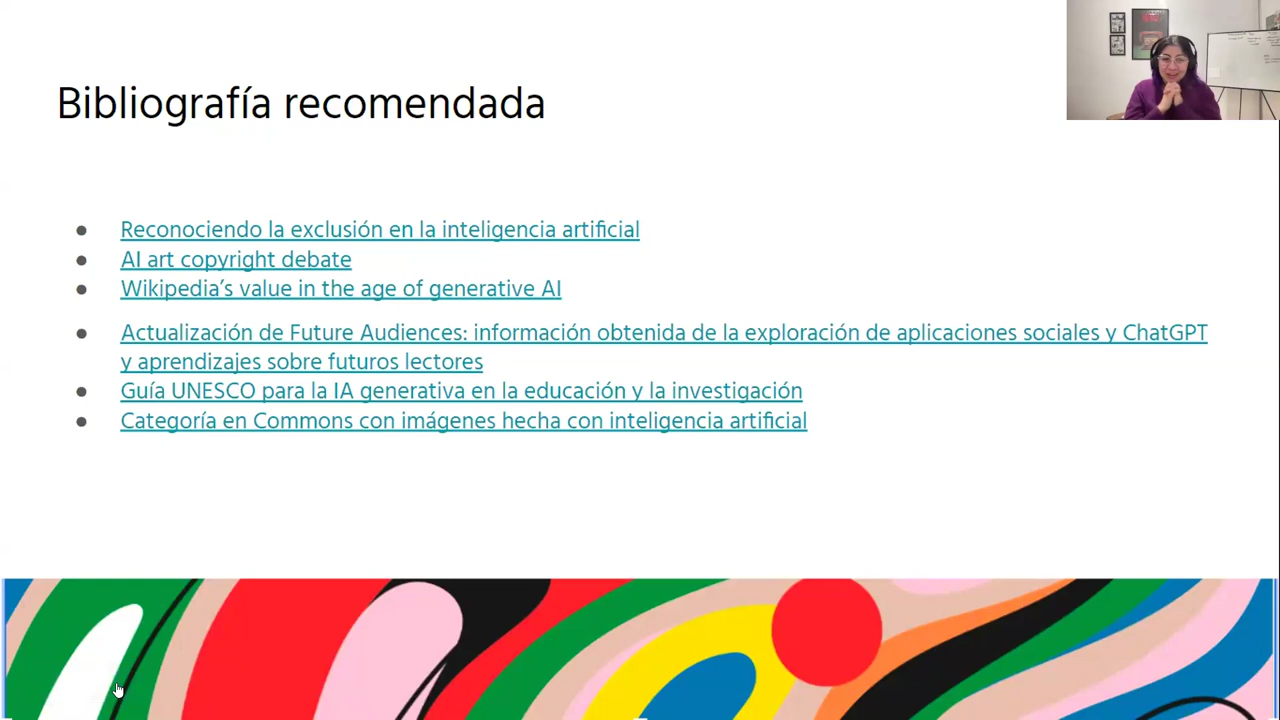 Bibliografía recomendada
● Reconociendo la exclusión en la inteligencia artificial
● AI art copyright debate
● Wikipedia's value in the age of generative AI
● Actualización de Future Audiences: información obtenida de la exploración de aplicaciones sociales y ChatGPT
y aprendizajes sobre futuros lectores
● Guía UNESCO para la IA generativa en la educación y la investigación
● Categoría en Commons con imágenes hecha con inteligencia artificial